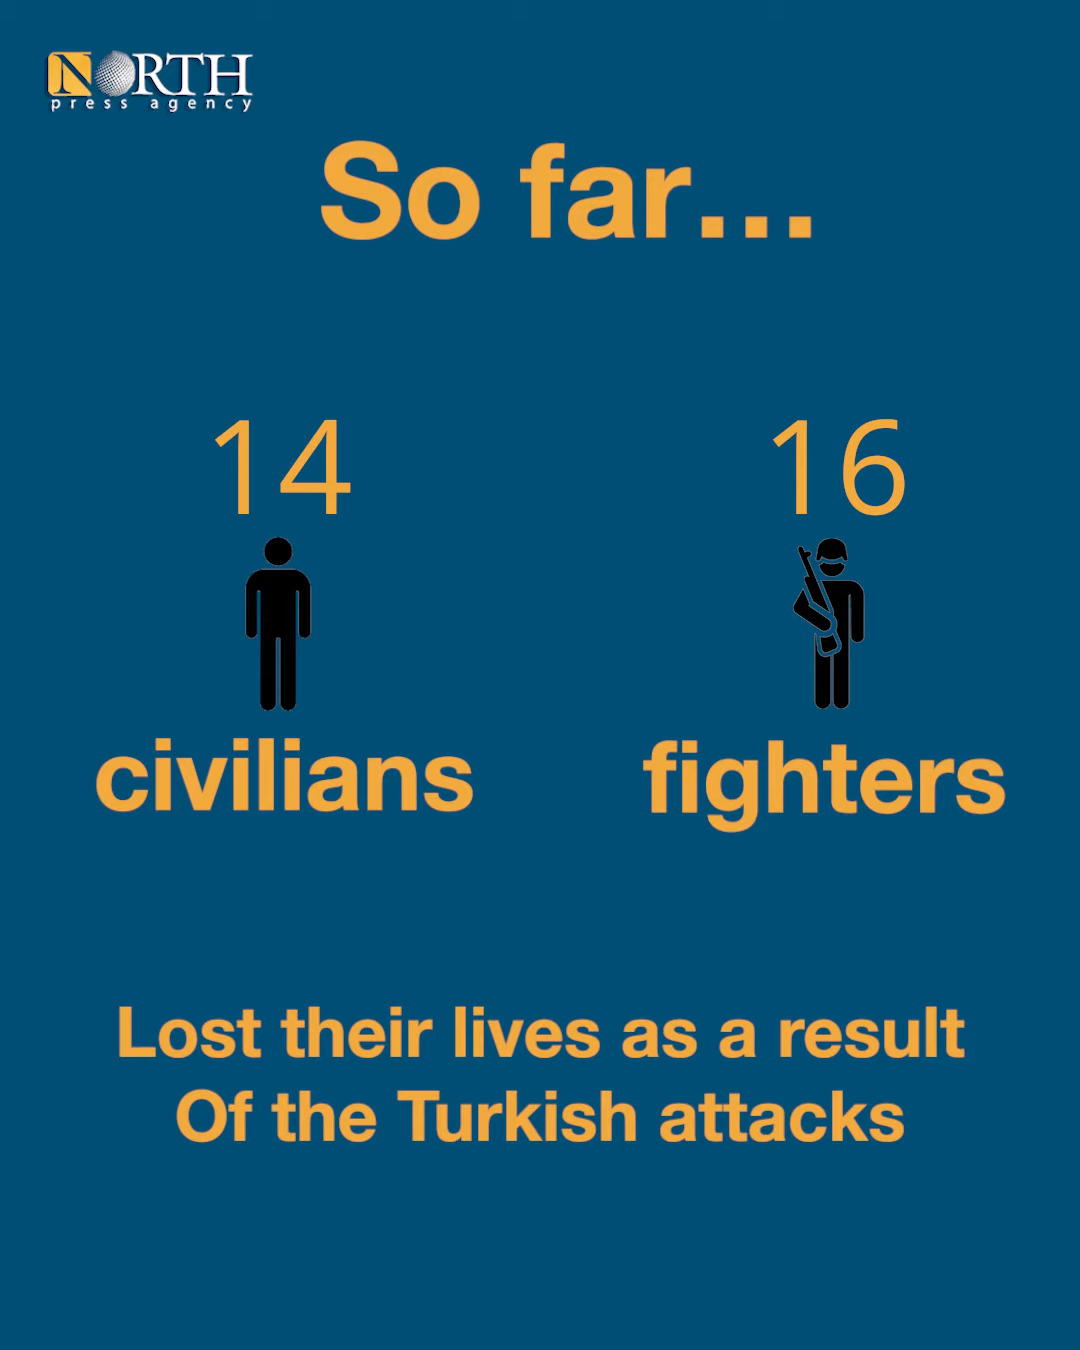 NORTH
press agency
So far...
14
16
civilians
fighters
Lost their lives as a result
Of the Turkish attacks